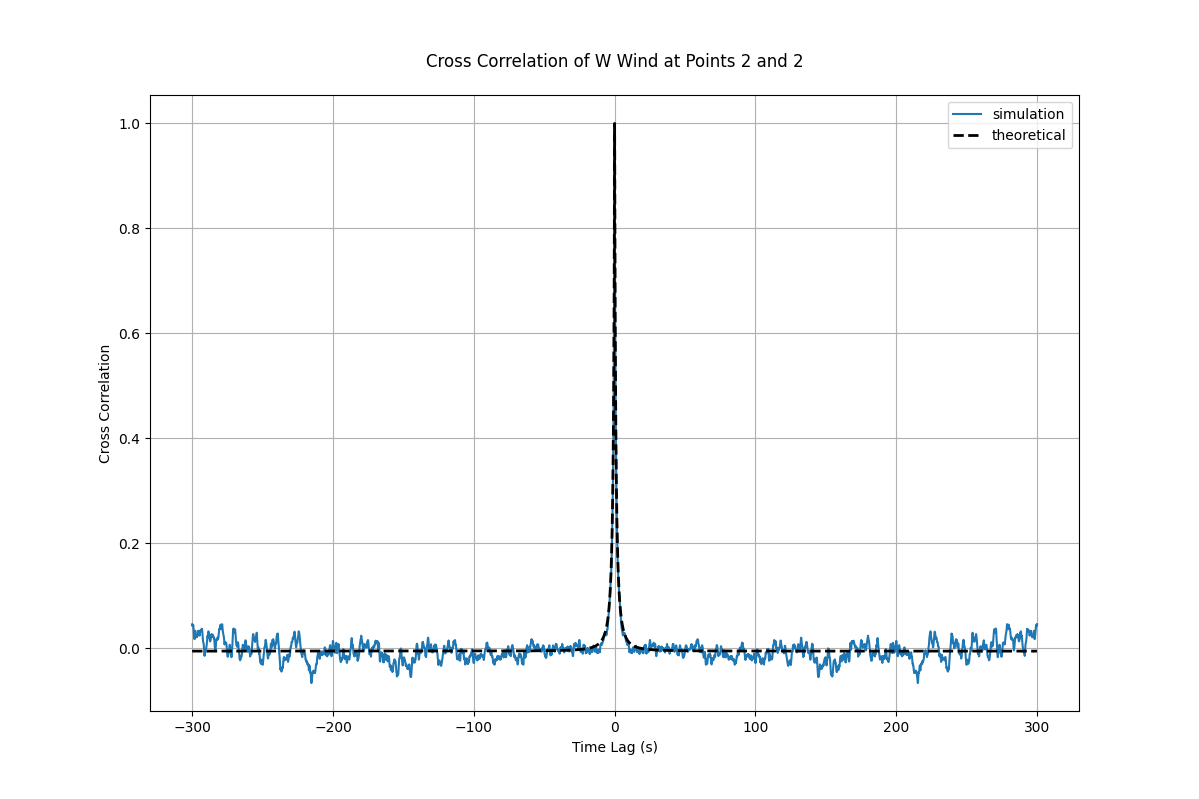 Cross Correlation of W Wind at Points 2 and 2
simulation
theoretical
1.0
0.8
0.6
0.4
0.2
0.0
Cross Correlation
−300
−200
−100
0
100
200
300
Time Lag (s)